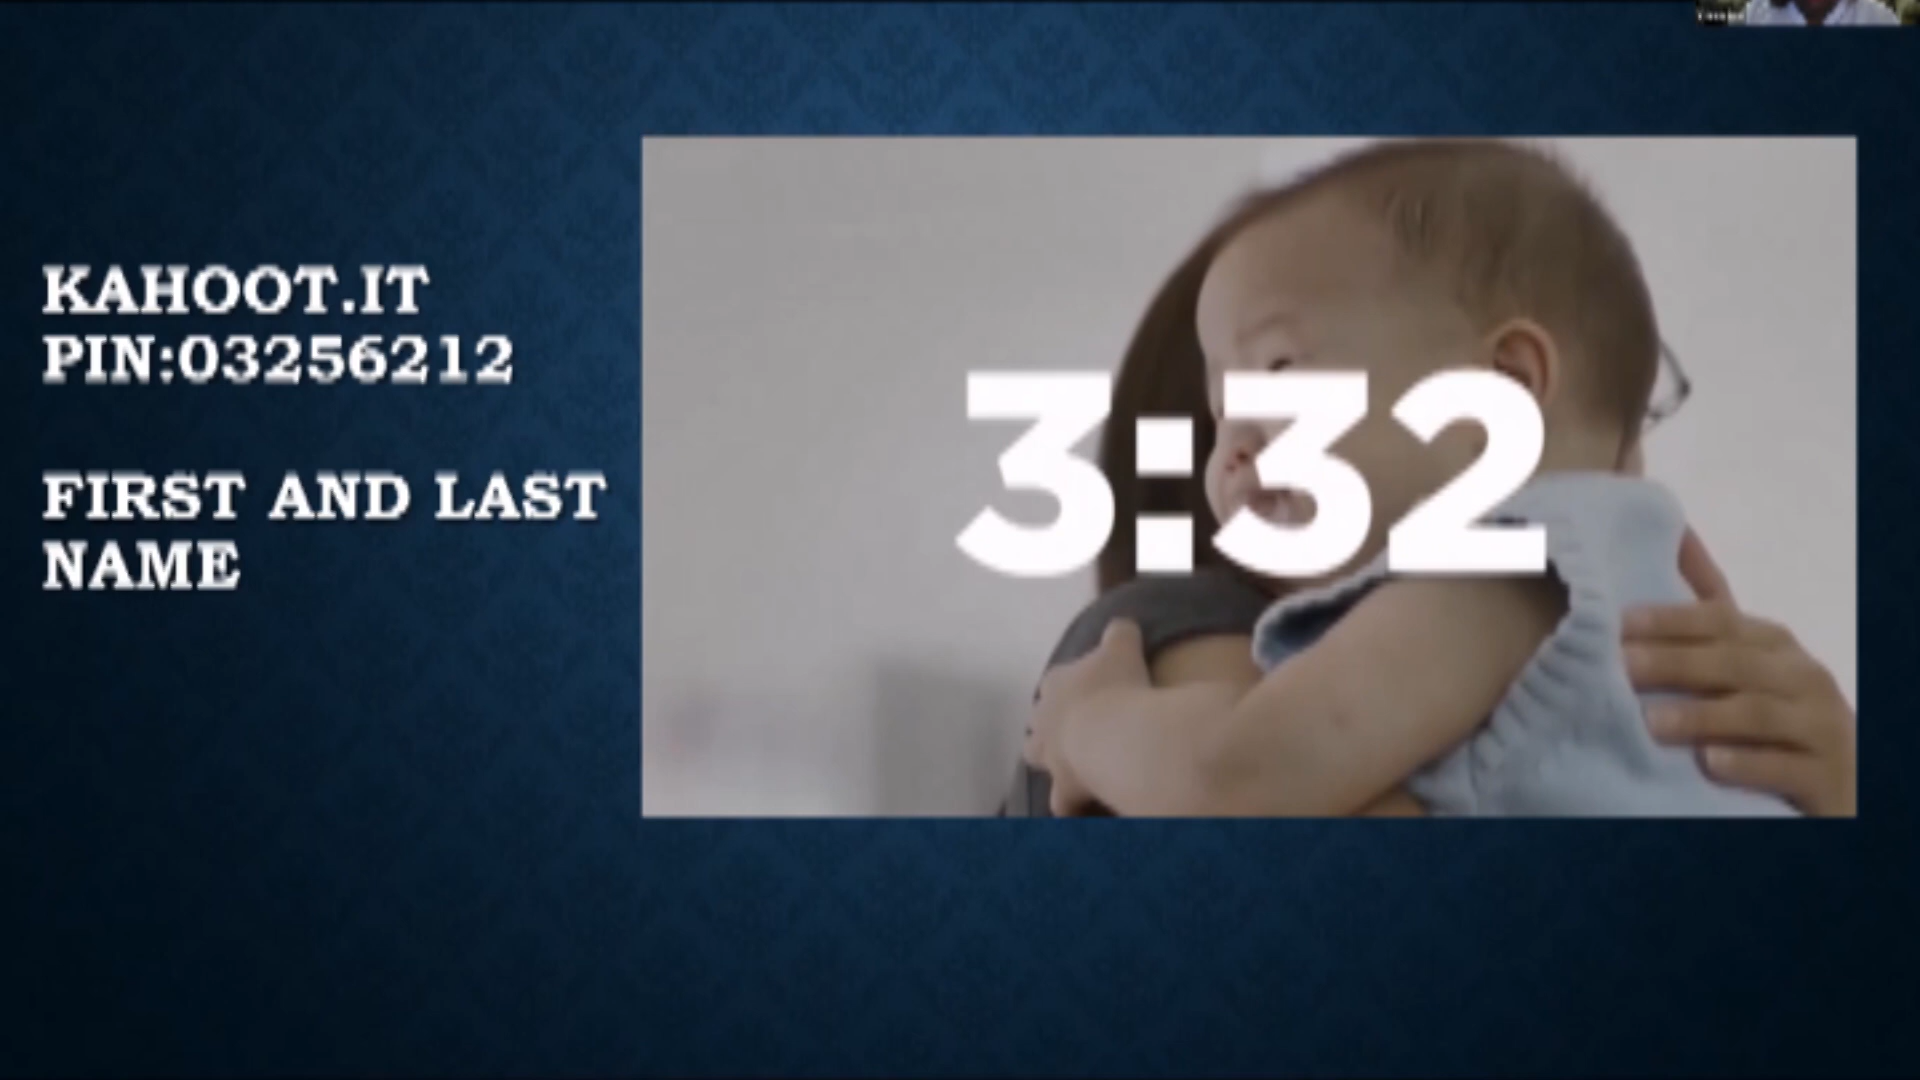 KAHOOT.IT
PIN:03256212
FIRST AND LAST
NAME
3:32